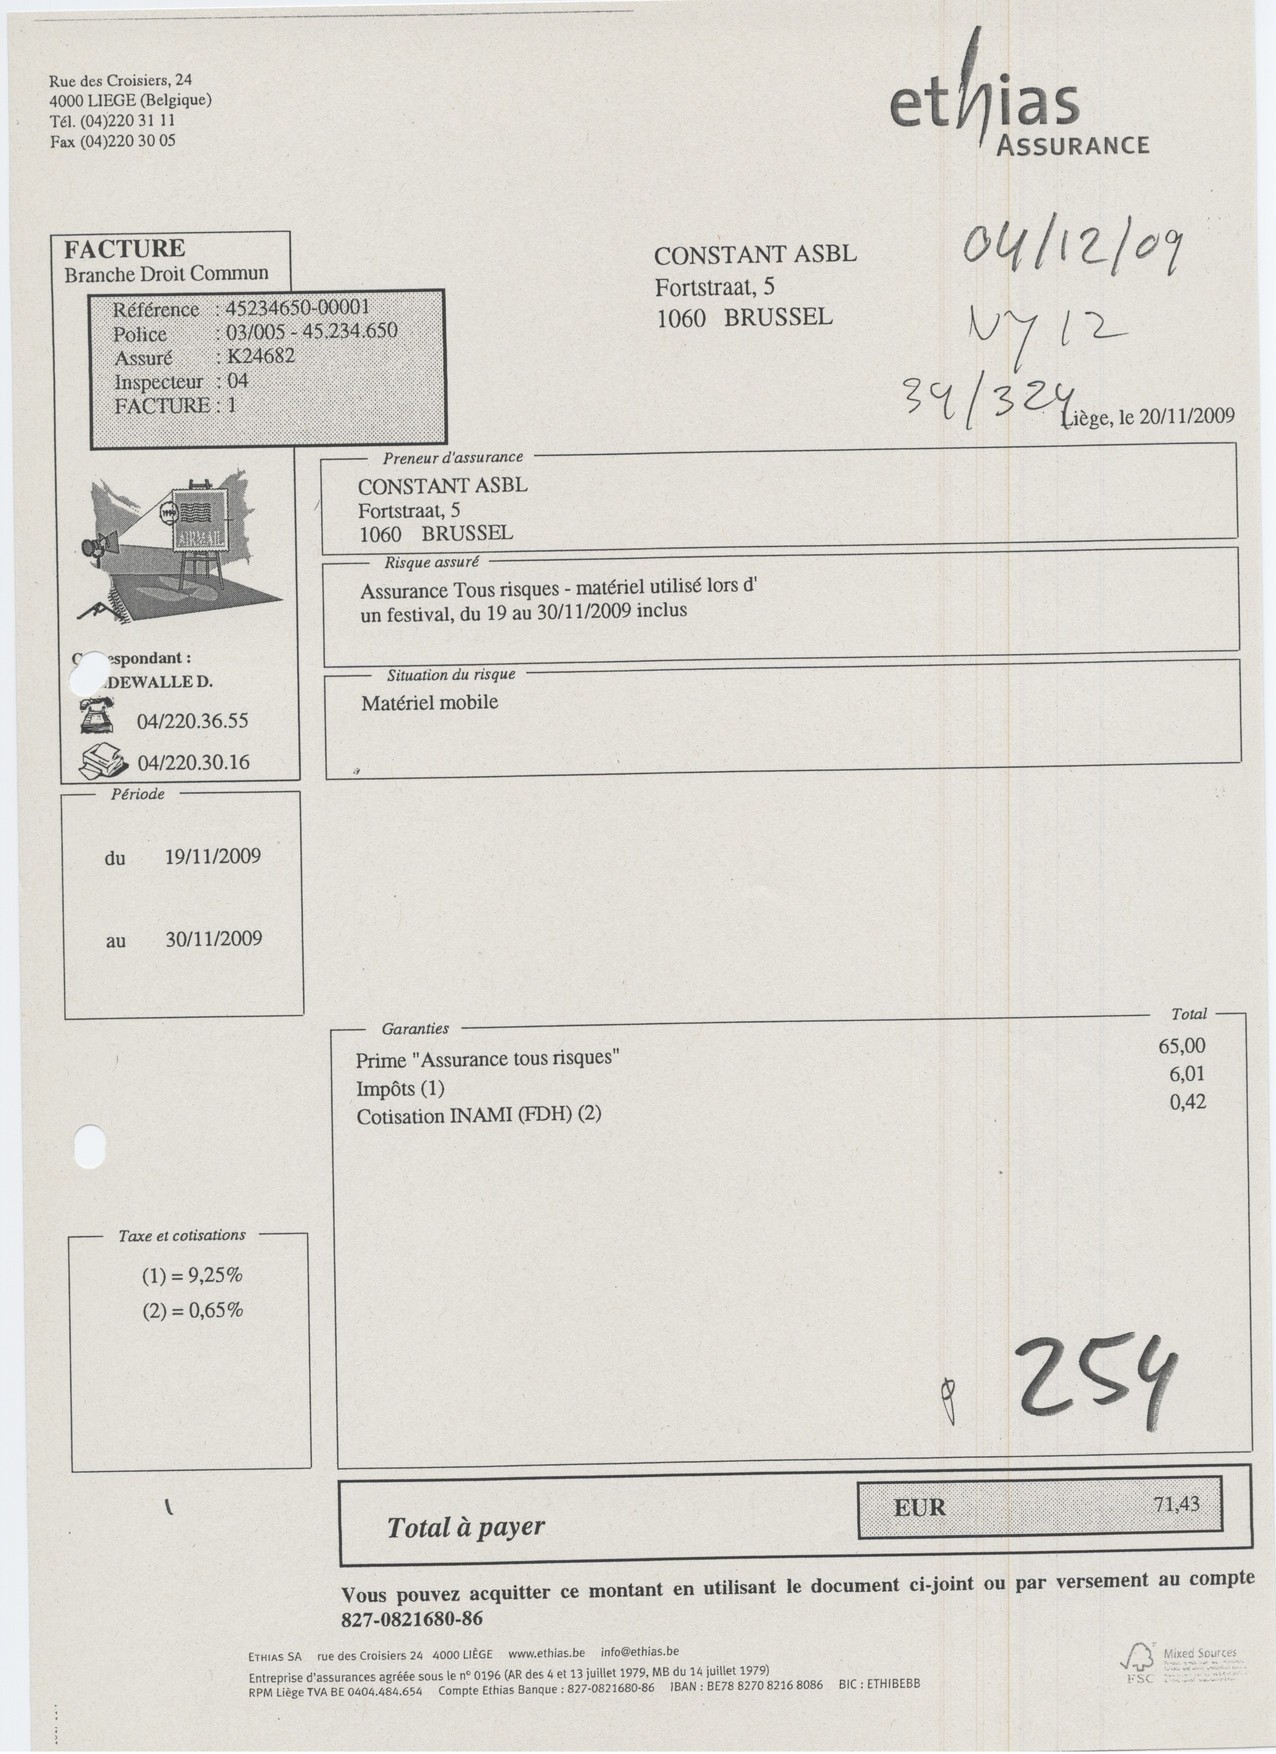 Rue des Croisiers, 24
4000 LIEGE (Belgique)
Tél. (04)220 31 11
Fax (04)220 30 05
ethias
ASSURANCE
FACTURE
Branche Droit Commun
Référence : 45234650-00001
Police : 03/005 - 45.234.650
Assuré : K24682
Inspecteur : 04
FACTURE : 1
CONSTANT ASBL
Fortstraat, 5
1060 BRUSSEL
04/12/09
NY 12
34/324
Liège, le 20/11/2009
Preneur d'assurance
CONSTANT ASBL
Fortstraat, 5
1060 BRUSSEL
Risque assuré
Assurance Tous risques - matériel utilisé lors d'
un festival, du 19 au 30/11/2009 inclus
Situation du risque
Matériel mobile
AIRMAIL
C espondant :
DEWALLE D.
04/220.36.55
04/220.30.16
Période
du 19/11/2009
au 30/11/2009
Garanties Total
Prime "Assurance tous risques" 65,00
Impôts (1) 6,01
Cotisation INAMI (FDH) (2) 0,42
Taxe et cotisations
(1) = 9,25%
(2) = 0,65%
254
Total à payer EUR 71,43
Vous pouvez acquitter ce montant en utilisant le document ci-joint ou par versement au compte
827-0821680-86
ETHIAS SA rue des Croisiers 24 4000 LIÈGE www.ethias.be info@ethias.be
Entreprise d'assurances agréée sous le n° 0196 (AR des 4 et 13 juillet 1979, MB du 14 juillet 1979)
RPM Liège TVA BE 0404.484.654 Compte Ethias Banque : 827-0821680-86 IBAN : BE78 8270 8216 8086 BIC : ETHIBEBB
FSC Mixed Sources